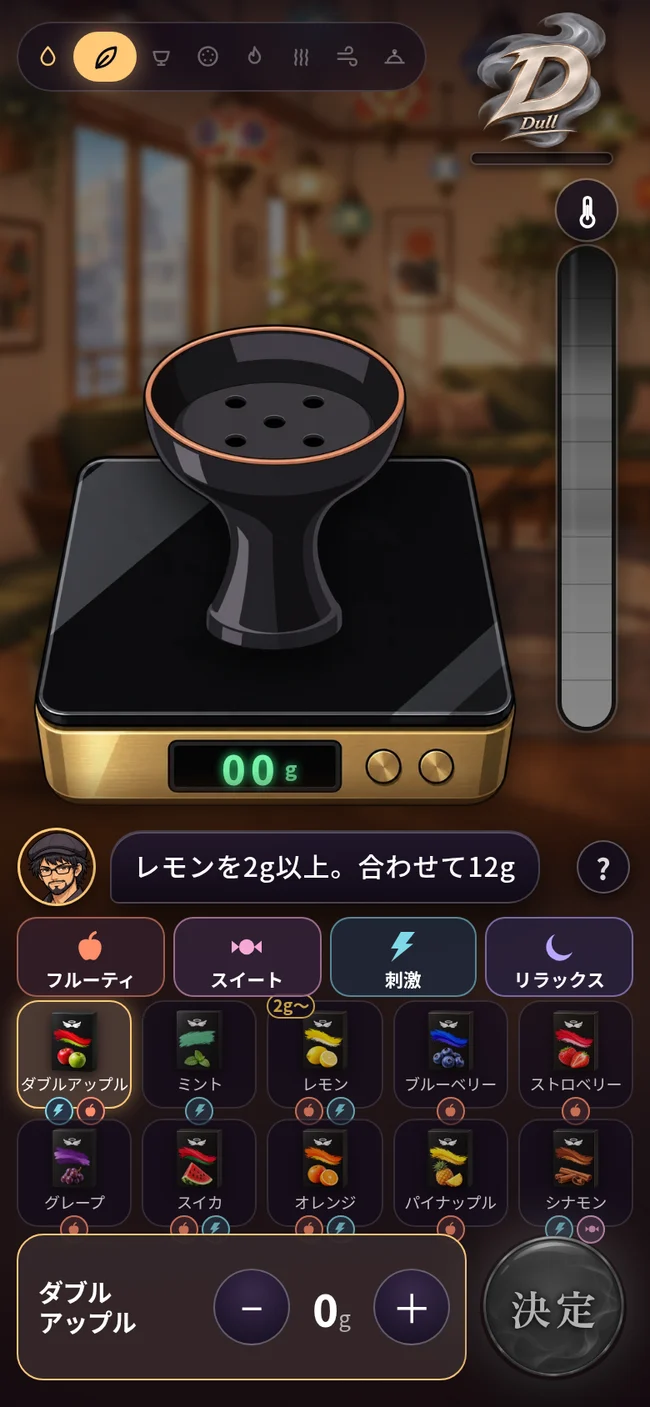 D
Dull
00 g
レモンを2g以上。合わせて12g
?
フルーティ
スイート
刺激
リラックス
2g〜
ダブルアップル
ミント
レモン
ブルーベリー
ストロベリー
グレープ
スイカ
オレンジ
パイナップル
シナモン
ダブル
アップル
− 0g +
決定